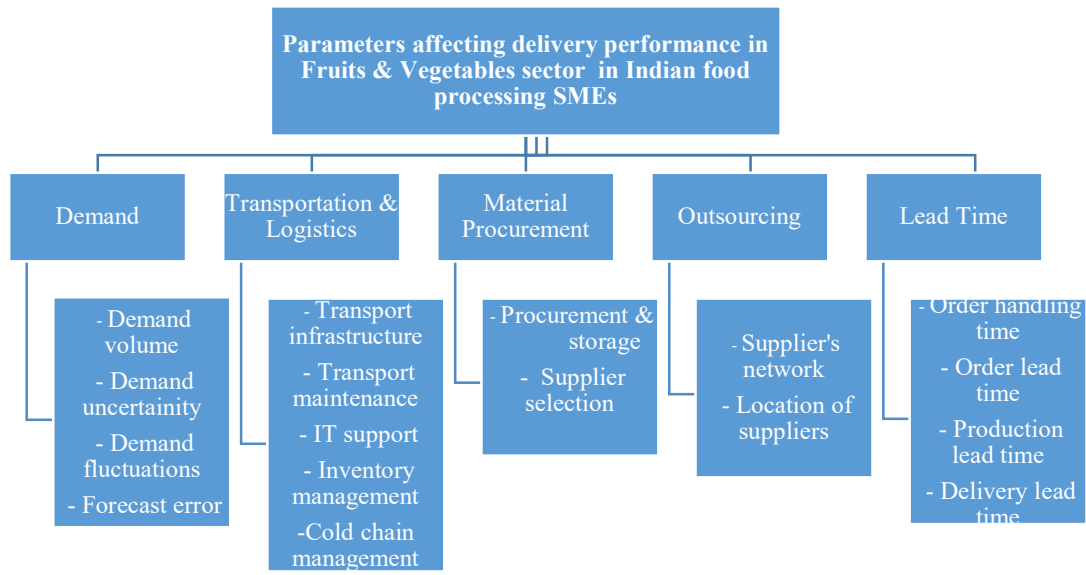 Parameters affecting delivery performance in
Fruits & Vegetables sector in Indian food
processing SMEs
Demand
Transportation &
Logistics
Material
Procurement
Outsourcing
Lead Time
- Demand
volume
- Demand
uncertainity
- Demand
fluctuations
- Forecast error
- Transport
infrastructure
- Transport
maintenance
- IT support
- Inventory
management
-Cold chain
management
- Procurement &
storage
- Supplier
selection
- Supplier's
network
- Location of
suppliers
- Order handling
time
- Order lead
time
- Production
lead time
- Delivery lead
time